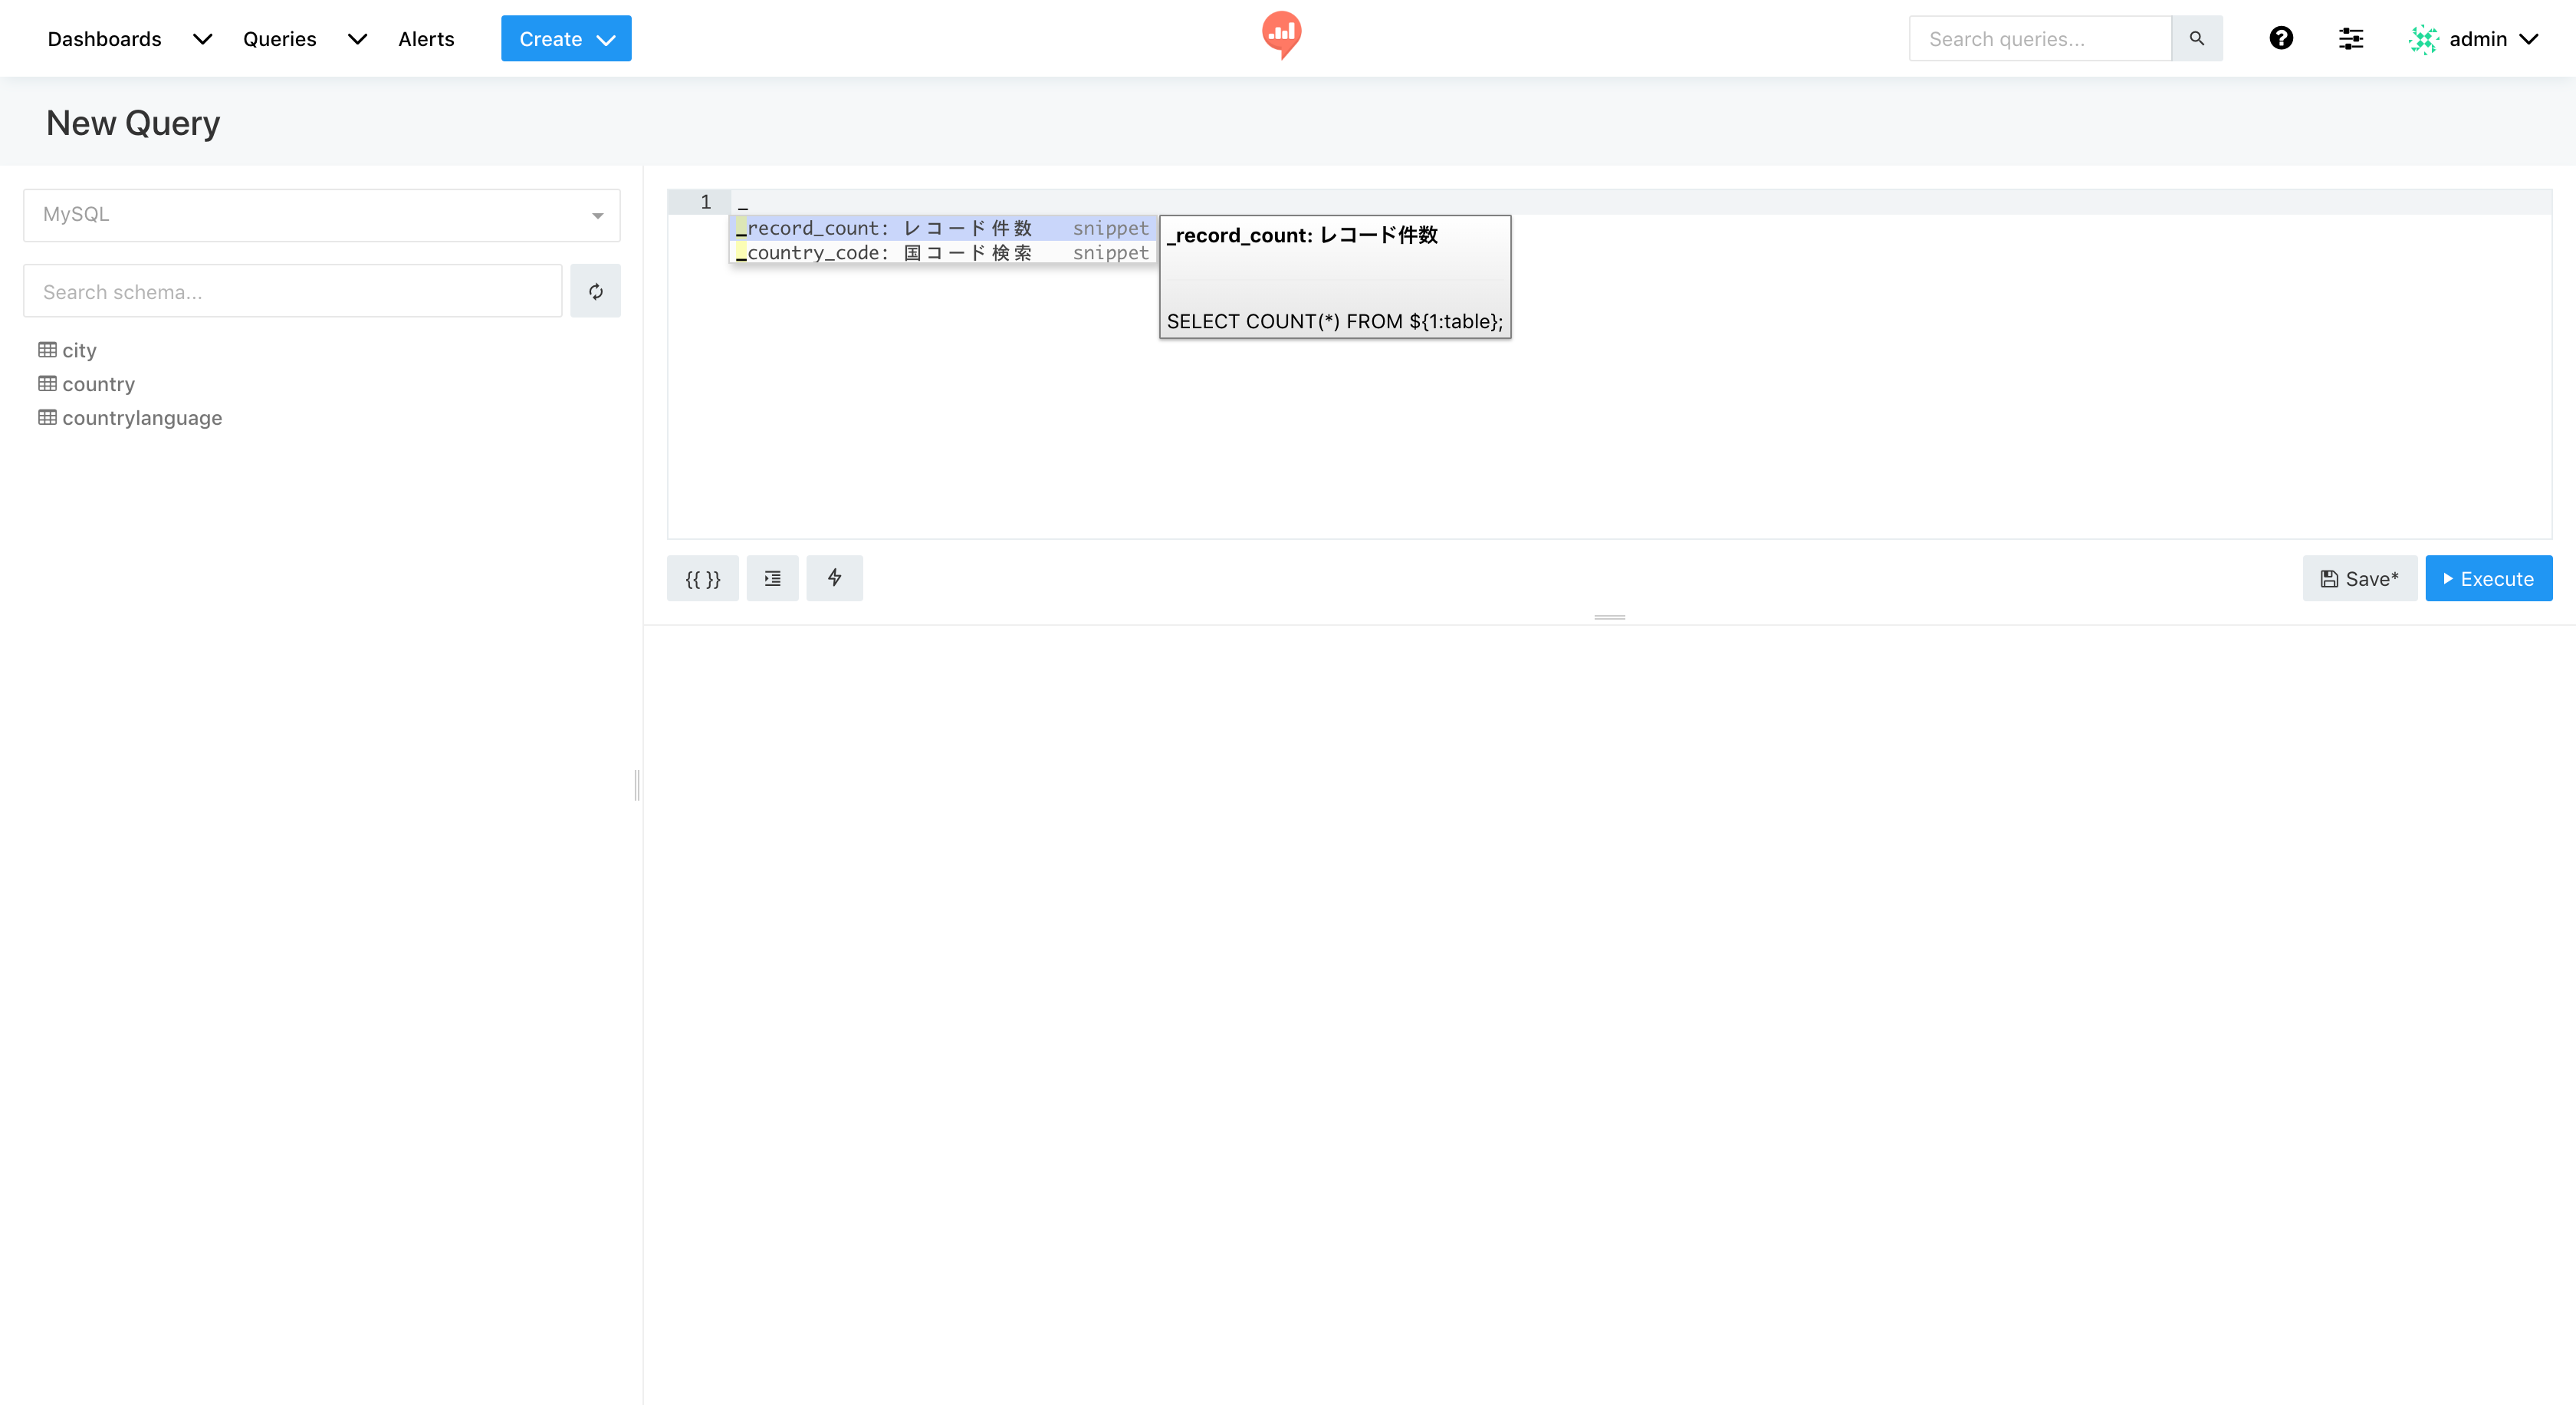 Dashboards Queries Alerts Create Search queries... admin
New Query
MySQL
Search schema...
city
country
countrylanguage
1 _
_record_count: レコード件数 snippet
_country_code: 国コード検索 snippet
_record_count: レコード件数
SELECT COUNT(*) FROM ${1:table};
{{ }} Save* Execute